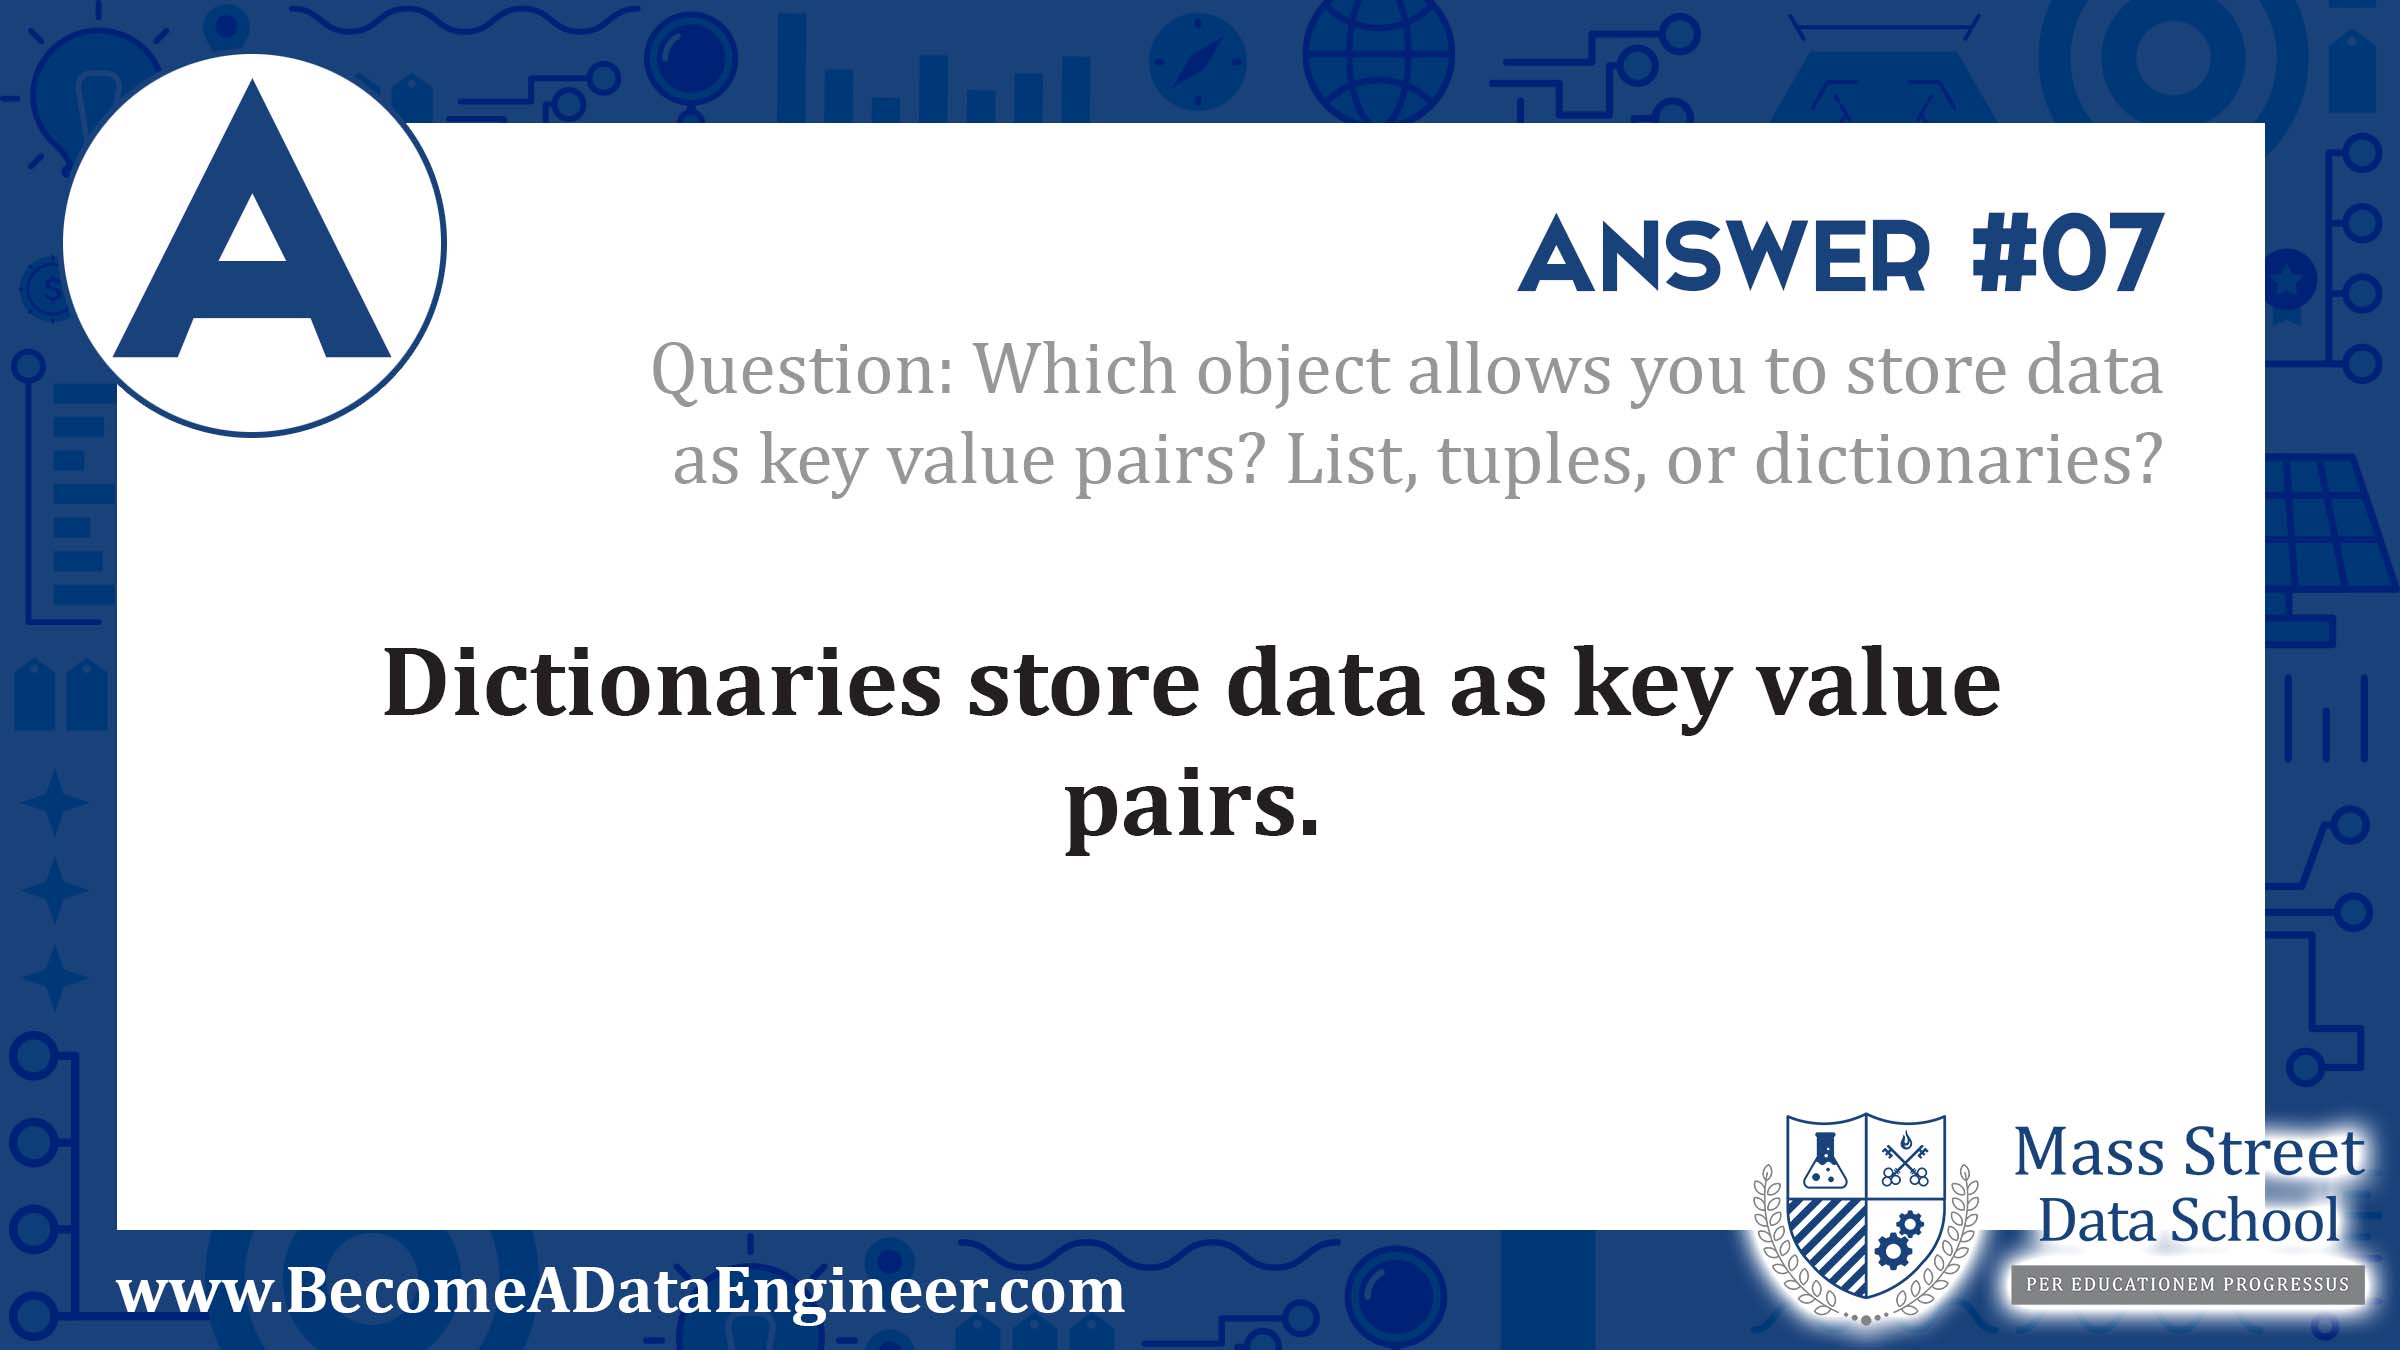 A
Answer #07
Question: Which object allows you to store data
as key value pairs? List, tuples, or dictionaries?
Dictionaries store data as key value
pairs.
$
Mass Street
Data School
PER EDUCATIONEM PROGRESSUS
www.BecomeADataEngineer.com